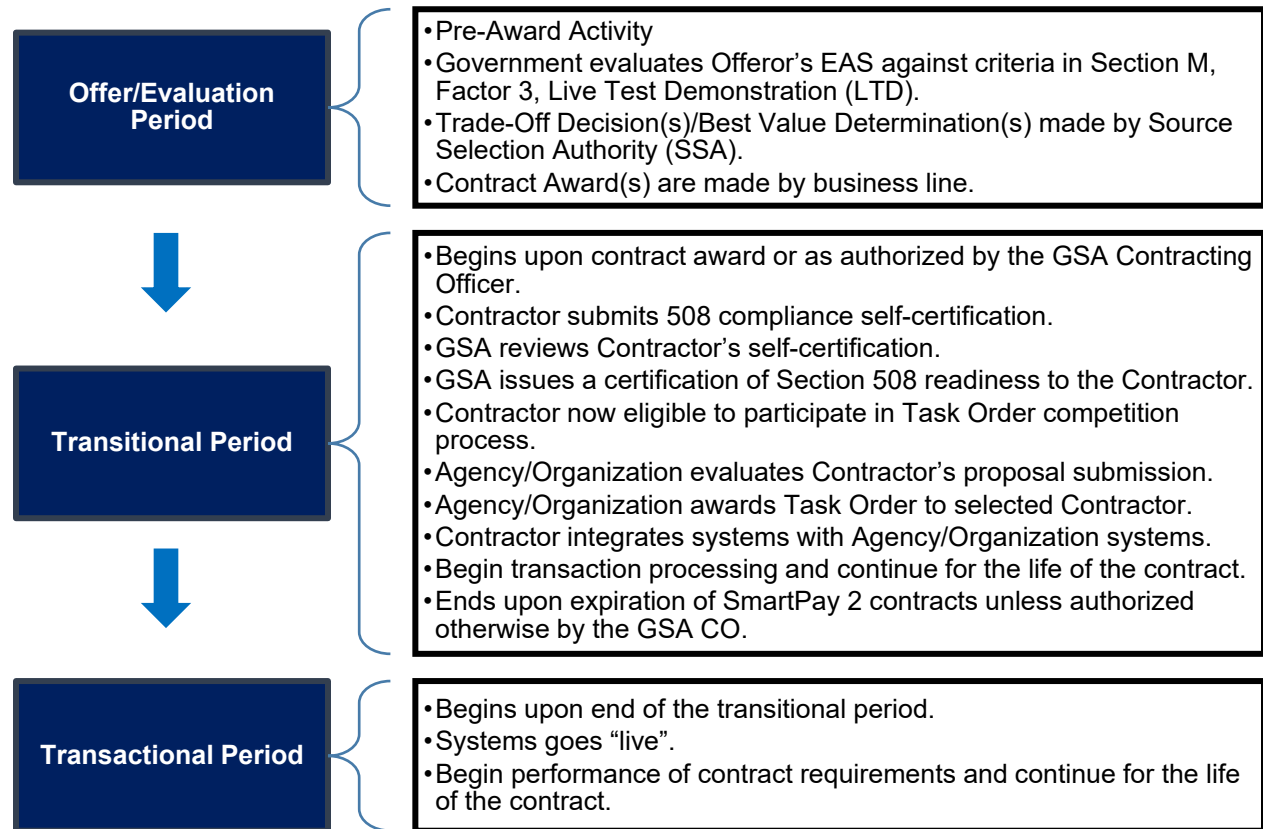 Offer/Evaluation
Period
•Pre-Award Activity
•Government evaluates Offeror's EAS against criteria in Section M,
Factor 3, Live Test Demonstration (LTD).
•Trade-Off Decision(s)/Best Value Determination(s) made by Source
Selection Authority (SSA).
•Contract Award(s) are made by business line.
Transitional Period
•Begins upon contract award or as authorized by the GSA Contracting
Officer.
•Contractor submits 508 compliance self-certification.
•GSA reviews Contractor's self-certification.
•GSA issues a certification of Section 508 readiness to the Contractor.
•Contractor now eligible to participate in Task Order competition
process.
•Agency/Organization evaluates Contractor's proposal submission.
•Agency/Organization awards Task Order to selected Contractor.
•Contractor integrates systems with Agency/Organization systems.
•Begin transaction processing and continue for the life of the contract.
•Ends upon expiration of SmartPay 2 contracts unless authorized
otherwise by the GSA CO.
Transactional Period
•Begins upon end of the transitional period.
•Systems goes “live”.
•Begin performance of contract requirements and continue for the life
of the contract.